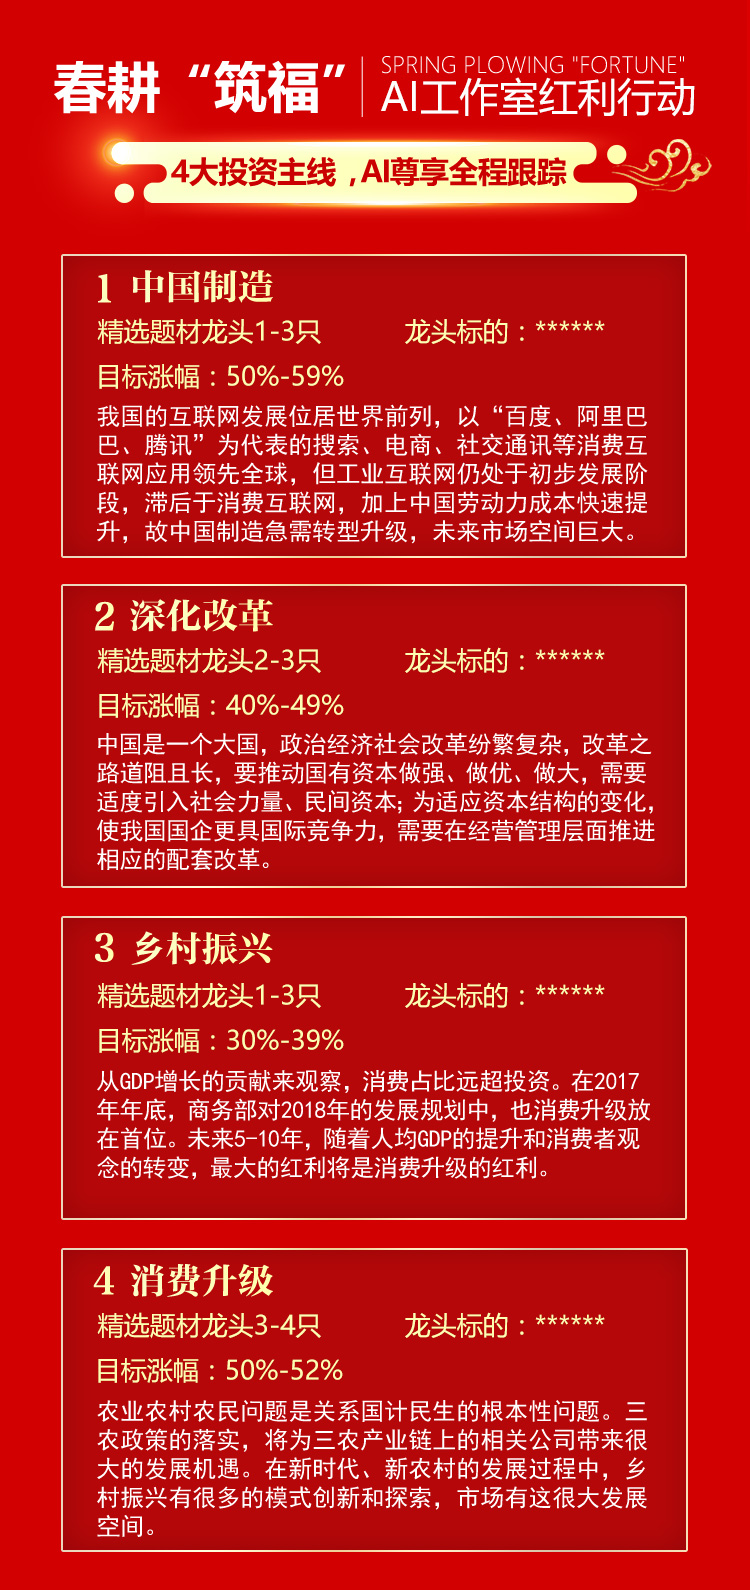 春耕“筑福”
SPRING PLOWING "FORTUNE"
AI工作室红利行动
4大投资主线，AI尊享全程跟踪
1 中国制造
精选题材龙头1-3只 龙头标的：******
目标涨幅：50%-59%
我国的互联网发展位居世界前列，以“百度、阿里巴
巴、腾讯”为代表的搜索、电商、社交通讯等消费互
联网应用领先全球，但工业互联网仍处于初步发展阶
段，滞后于消费互联网，加上中国劳动力成本快速提
升，故中国制造急需转型升级，未来市场空间巨大。
2 深化改革
精选题材龙头2-3只 龙头标的：******
目标涨幅：40%-49%
中国是一个大国，政治经济社会改革纷繁复杂，改革之
路道阻且长，要推动国有资本做强、做优、做大，需要
适度引入社会力量、民间资本；为适应资本结构的变化，
使我国国企更具国际竞争力，需要在经营管理层面推进
相应的配套改革。
3 乡村振兴
精选题材龙头1-3只 龙头标的：******
目标涨幅：30%-39%
从GDP增长的贡献来观察，消费占比远超投资。在2017
年年底，商务部对2018年的发展规划中，也消费升级放
在首位。未来5-10年，随着人均GDP的提升和消费者观
念的转变，最大的红利将是消费升级的红利。
4 消费升级
精选题材龙头3-4只 龙头标的：******
目标涨幅：50%-52%
农业农村农民问题是关系国计民生的根本性问题。三
农政策的落实，将为三农产业链上的相关公司带来很
大的发展机遇。在新时代、新农村的发展过程中，乡
村振兴有很多的模式创新和探索，市场有这很大发展
空间。